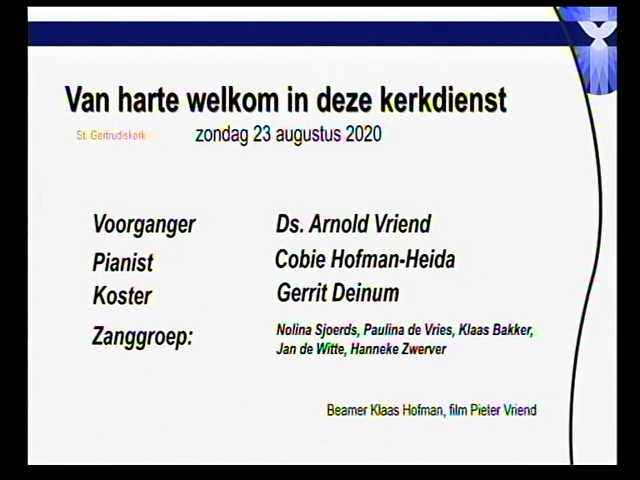 Van harte welkom in deze kerkdienst
St. Gertrudiskerk zondag 23 augustus 2020
Voorganger Ds. Arnold Vriend
Pianist Cobie Hofman-Heida
Koster Gerrit Deinum
Zanggroep: Nolina Sjoerds, Paulina de Vries, Klaas Bakker,
Jan de Witte, Hanneke Zwerver
Beamer Klaas Hofman, film Pieter Vriend